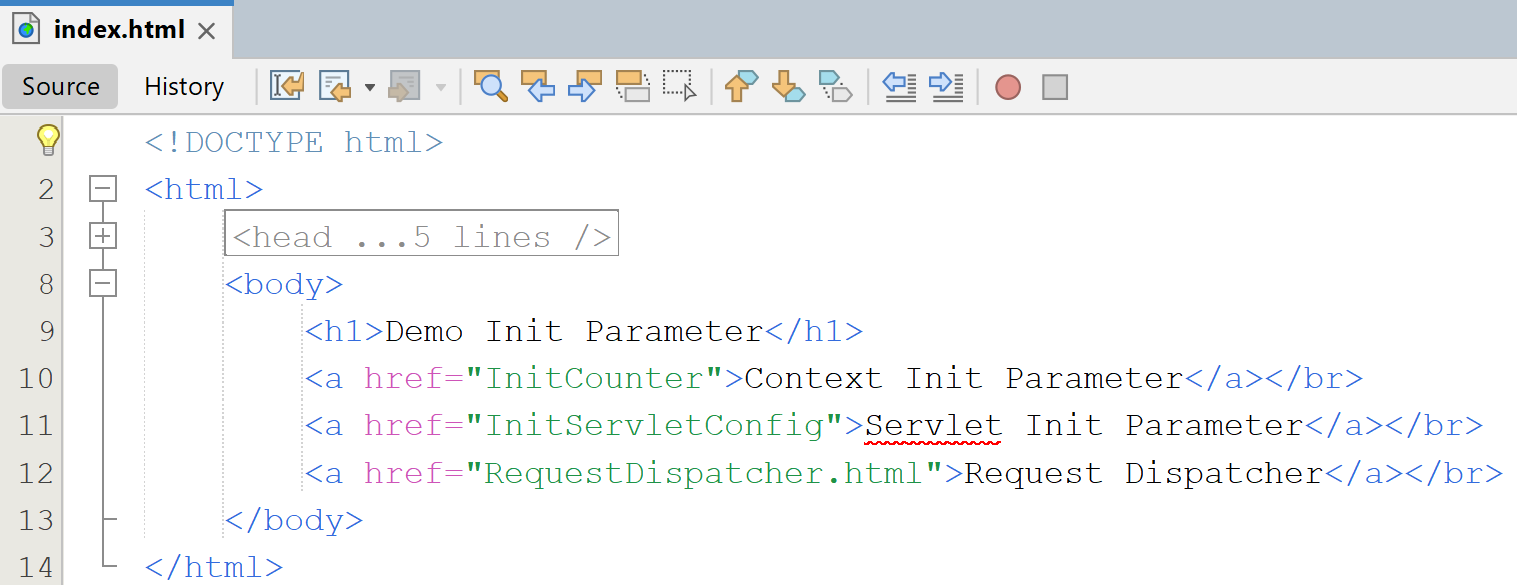 index.html
Source History
<!DOCTYPE html>
2 <html>
3 <head ...5 lines />
8 <body>
9 <h1>Demo Init Parameter</h1>
10 <a href="InitCounter">Context Init Parameter</a></br>
11 <a href="InitServletConfig">Servlet Init Parameter</a></br>
12 <a href="RequestDispatcher.html">Request Dispatcher</a></br>
13 </body>
14 </html>